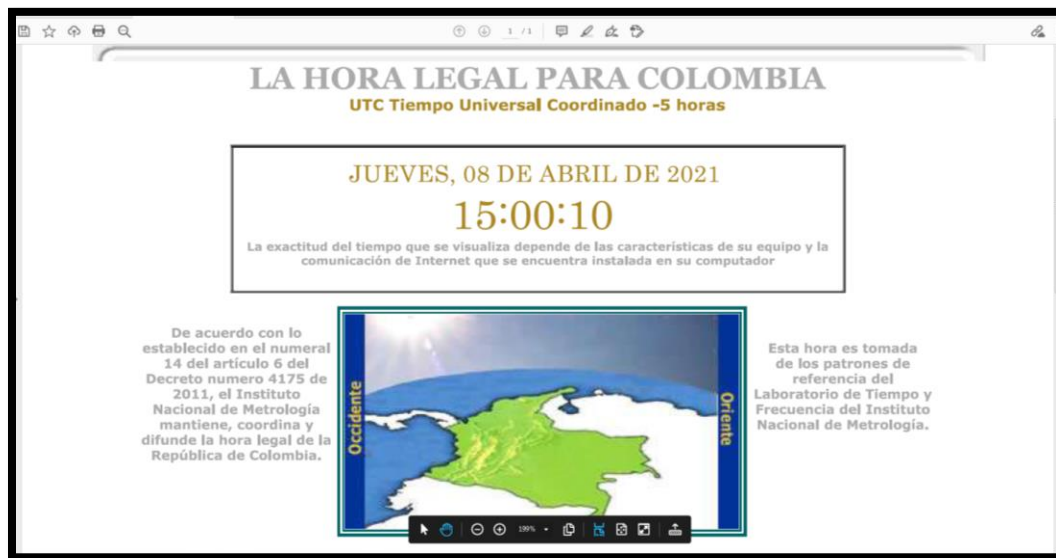 1 / 1
LA HORA LEGAL PARA COLOMBIA
UTC Tiempo Universal Coordinado -5 horas
JUEVES, 08 DE ABRIL DE 2021
15:00:10
La exactitud del tiempo que se visualiza depende de las características de su equipo y la
comunicación de Internet que se encuentra instalada en su computador
De acuerdo con lo
establecido en el numeral
14 del artículo 6 del
Decreto numero 4175 de
2011, el Instituto
Nacional de Metrología
mantiene, coordina y
difunde la hora legal de la
República de Colombia.
Occidente
Oriente
Esta hora es tomada
de los patrones de
referencia del
Laboratorio de Tiempo y
Frecuencia del Instituto
Nacional de Metrología.
199%